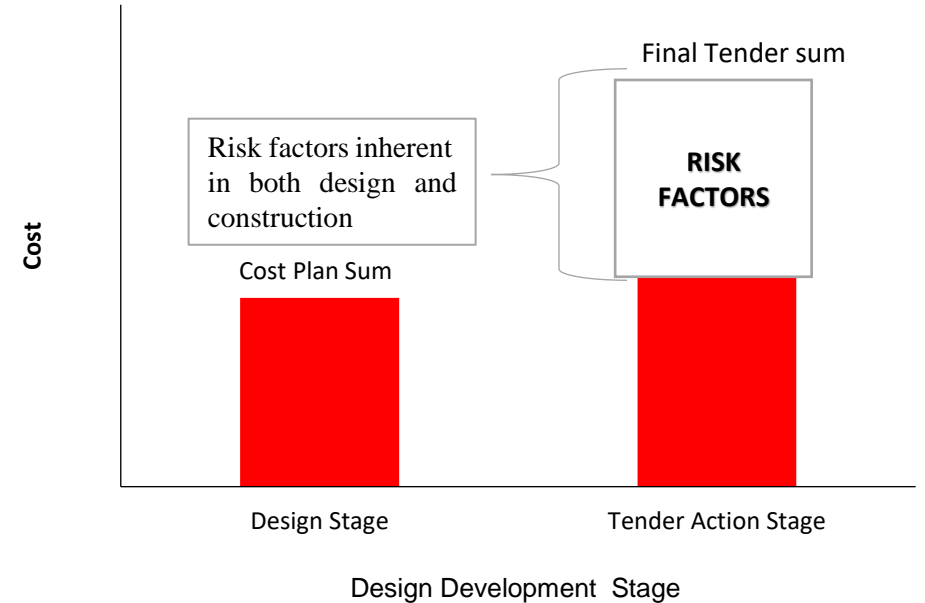 Final Tender sum
Risk factors inherent
in both design and
construction
RISK
FACTORS
Cost
Cost Plan Sum
Design Stage
Tender Action Stage
Design Development Stage